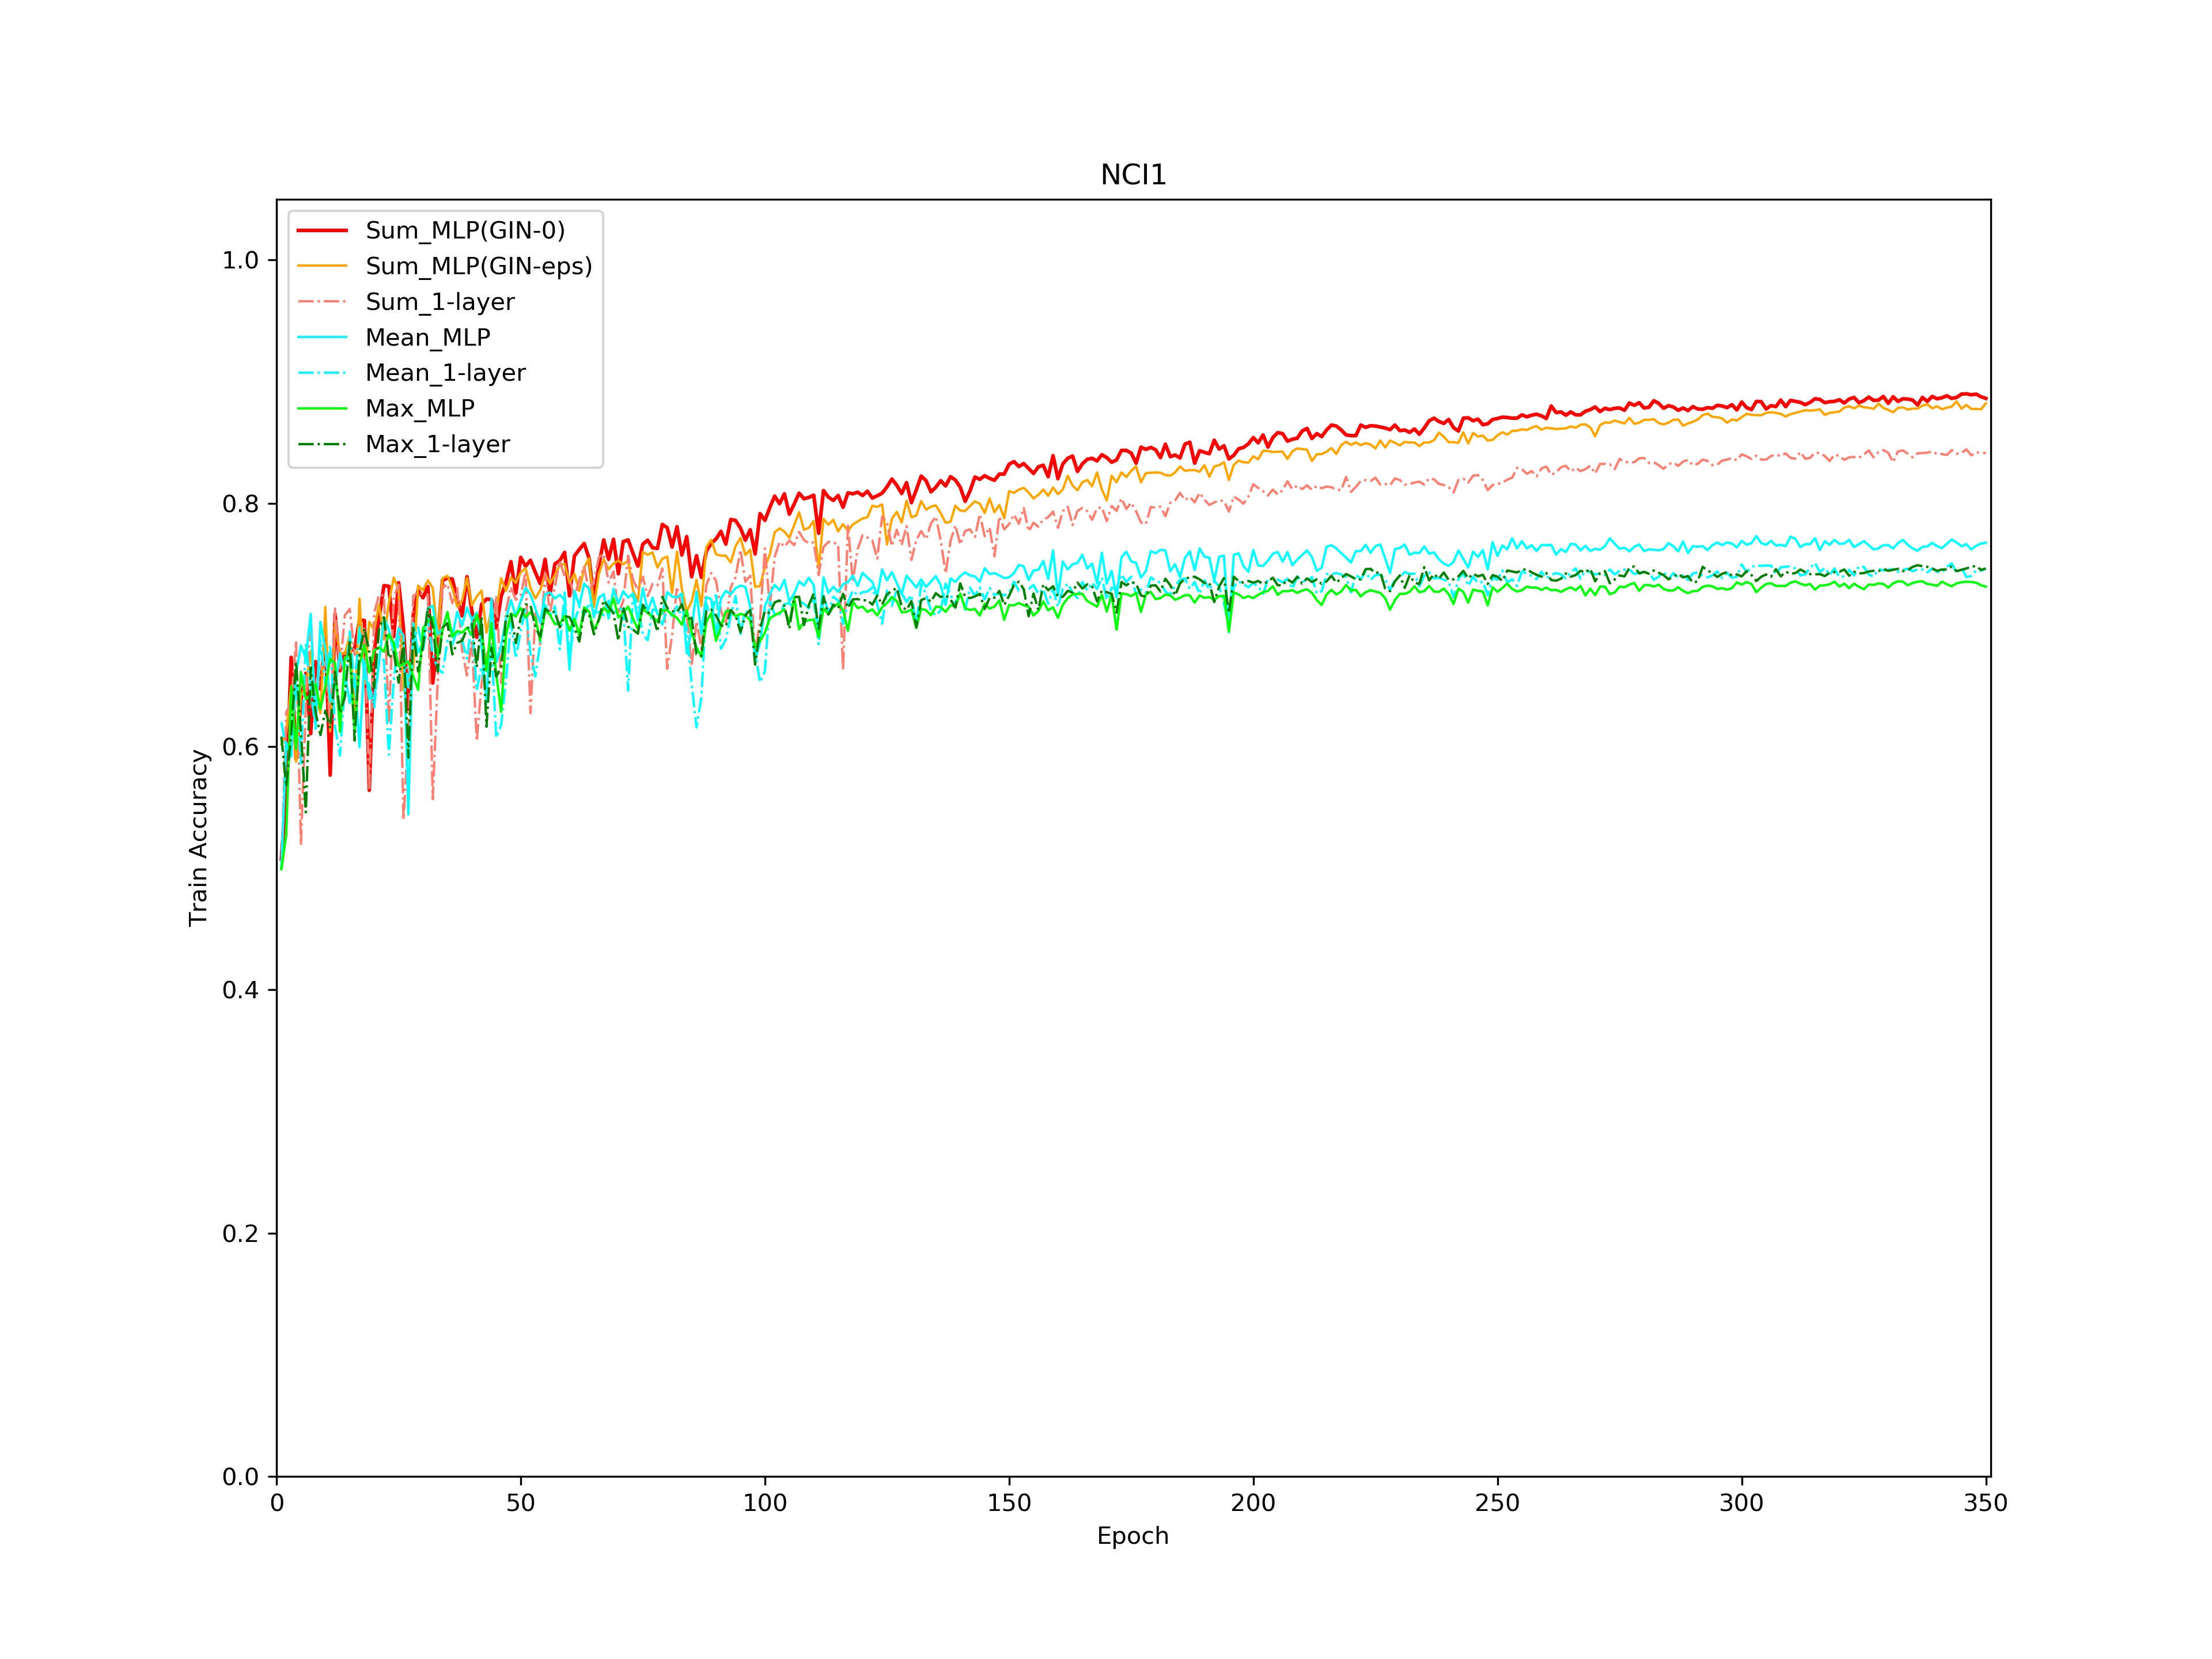 NCI1
Sum_MLP(GIN-0)
Sum_MLP(GIN-eps)
Sum_1-layer
Mean_MLP
Mean_1-layer
Max_MLP
Max_1-layer
1.0
0.8
0.6
0.4
0.2
0.0
Train Accuracy
0 50 100 150 200 250 300 350
Epoch